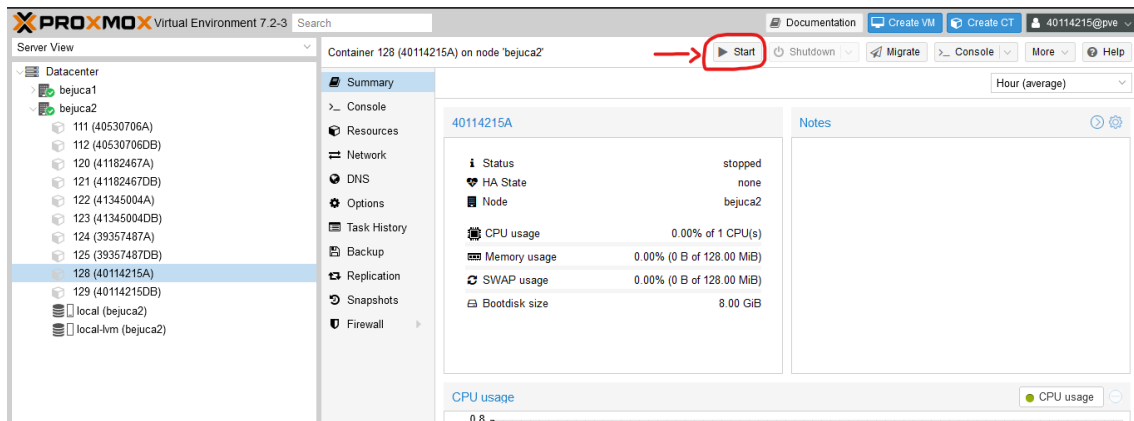 PROXMOX Virtual Environment 7.2-3 Search Documentation Create VM Create CT 40114215@pve
Server View
Container 128 (40114215A) on node 'bejuca2' Start Shutdown Migrate >_ Console More Help
Datacenter
bejuca1
bejuca2
111 (40530706A)
112 (40530706DB)
120 (41182467A)
121 (41182467DB)
122 (41345004A)
123 (41345004DB)
124 (39357487A)
125 (39357487DB)
128 (40114215A)
129 (40114215DB)
local (bejuca2)
local-lvm (bejuca2)
Summary
>_ Console
Resources
Network
DNS
Options
Task History
Backup
Replication
Snapshots
Firewall
Hour (average)
40114215A
Status stopped
HA State none
Node bejuca2
CPU usage 0.00% of 1 CPU(s)
Memory usage 0.00% (0 B of 128.00 MiB)
SWAP usage 0.00% (0 B of 128.00 MiB)
Bootdisk size 8.00 GiB
Notes
CPU usage
CPU usage
0.8